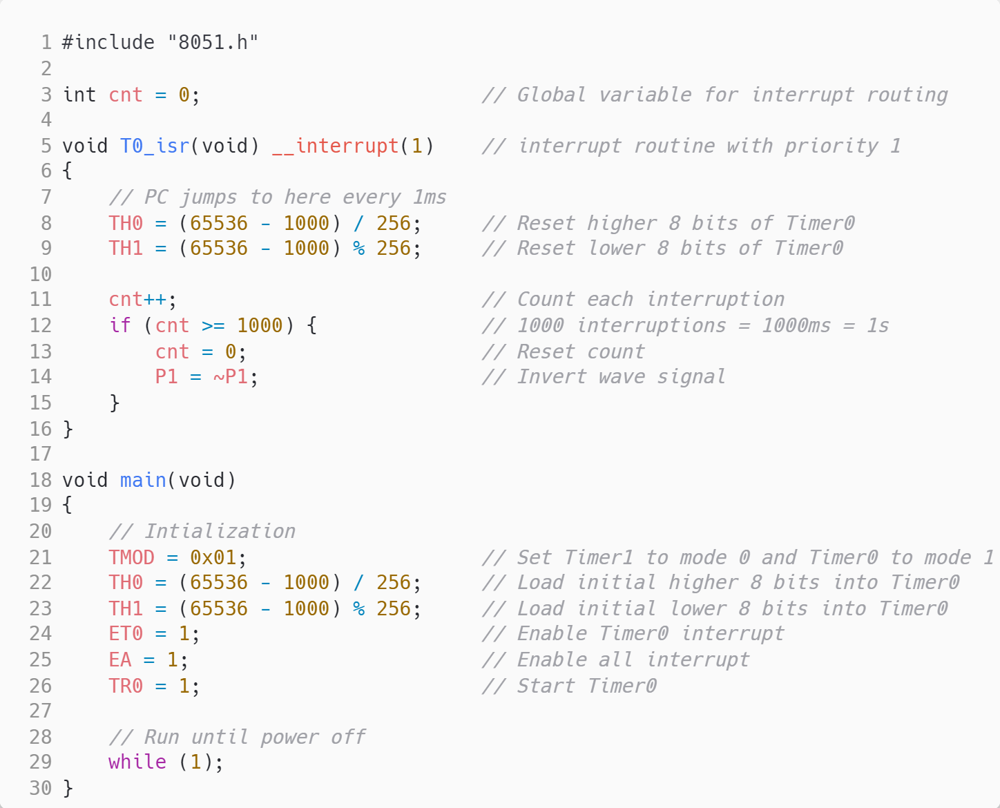 1 #include "8051.h"
2
3 int cnt = 0;                        // Global variable for interrupt routing
4
5 void T0_isr(void) __interrupt(1)    // interrupt routine with priority 1
6 {
7     // PC jumps to here every 1ms
8     TH0 = (65536 - 1000) / 256;     // Reset higher 8 bits of Timer0
9     TH1 = (65536 - 1000) % 256;     // Reset lower 8 bits of Timer0
10
11     cnt++;                          // Count each interruption
12     if (cnt >= 1000) {              // 1000 interruptions = 1000ms = 1s
13         cnt = 0;                    // Reset count
14         P1 = ~P1;                   // Invert wave signal
15     }
16 }
17
18 void main(void)
19 {
20     // Intialization
21     TMOD = 0x01;                    // Set Timer1 to mode 0 and Timer0 to mode 1
22     TH0 = (65536 - 1000) / 256;     // Load initial higher 8 bits into Timer0
23     TH1 = (65536 - 1000) % 256;     // Load initial lower 8 bits into Timer0
24     ET0 = 1;                        // Enable Timer0 interrupt
25     EA = 1;                         // Enable all interrupt
26     TR0 = 1;                        // Start Timer0
27
28     // Run until power off
29     while (1);
30 }